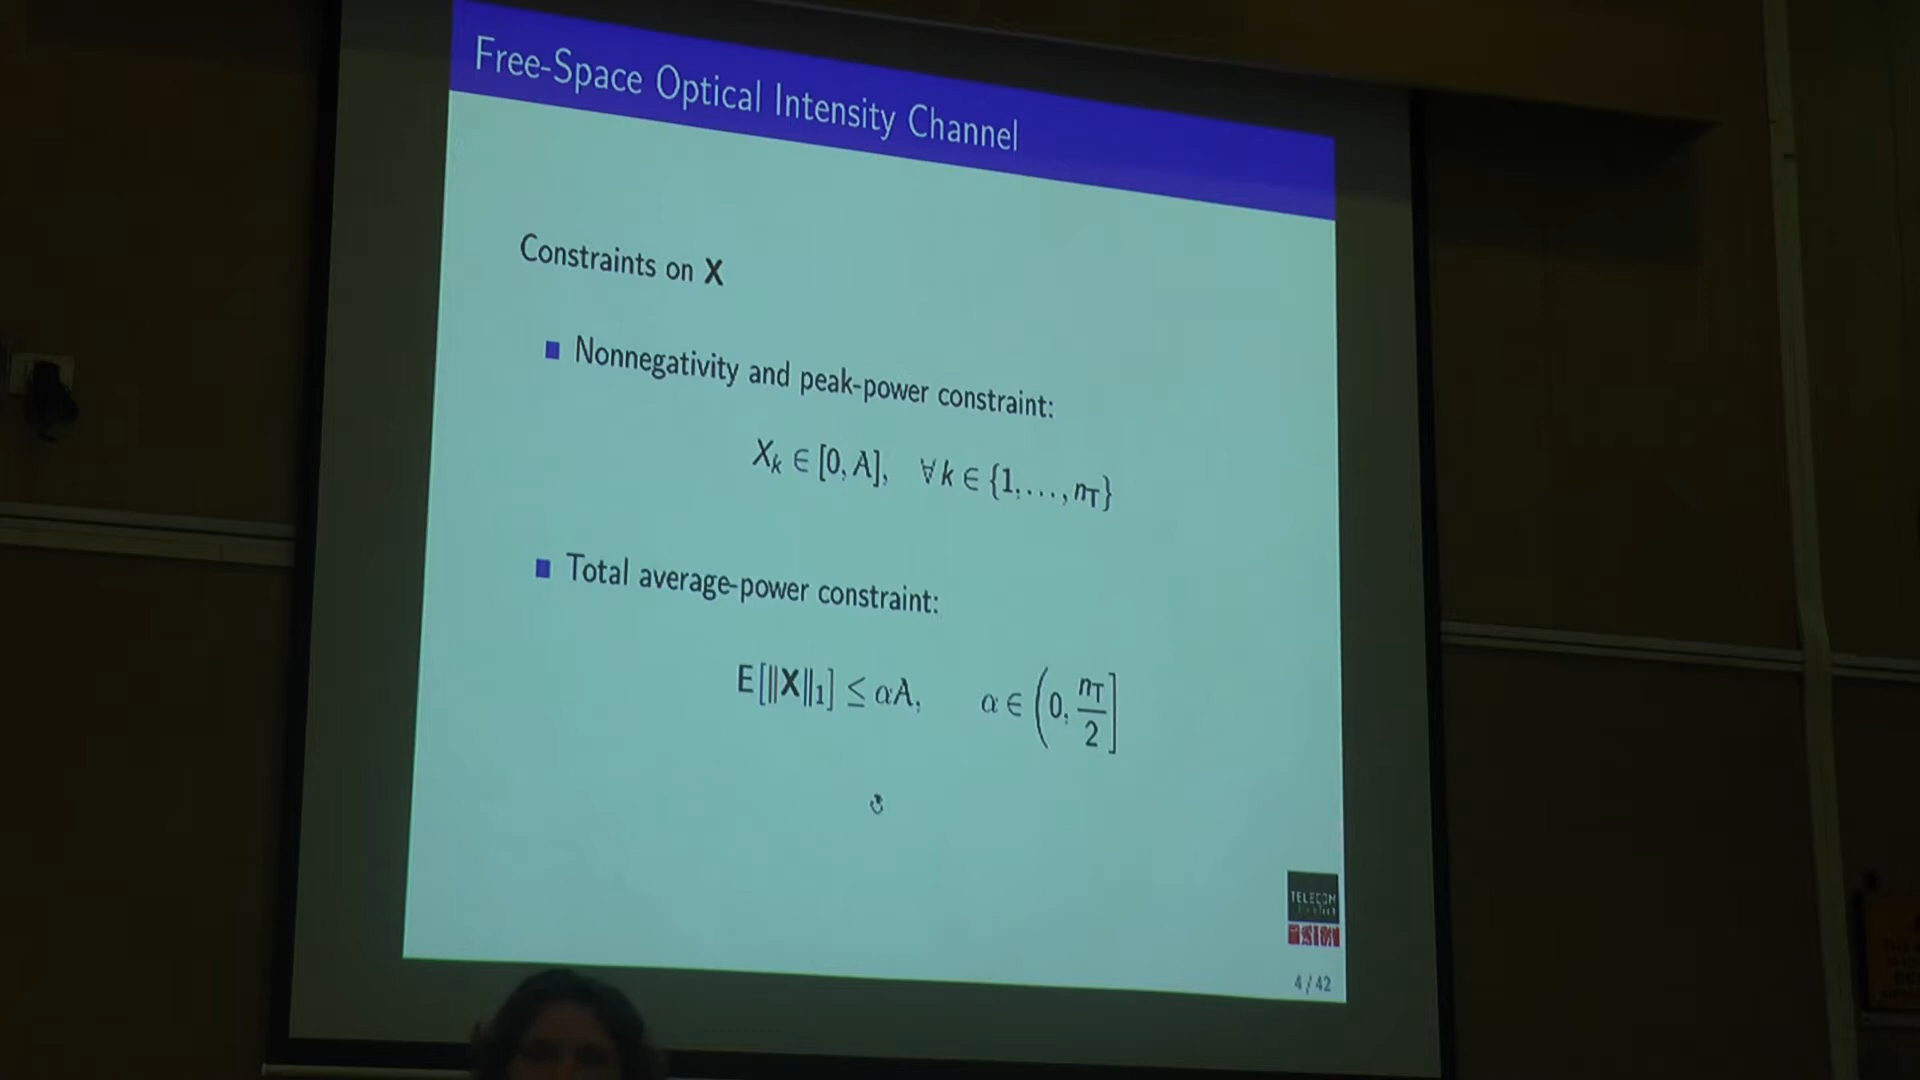 Free-Space Optical Intensity Channel
Constraints on X
Nonnegativity and peak-power constraint:
X_k ∈ [0, A], ∀ k ∈ {1, …, n_T}
Total average-power constraint:
E[‖X‖_1] ≤ αA, α ∈ (0, n_T/2]
TELECOM
4 / 42